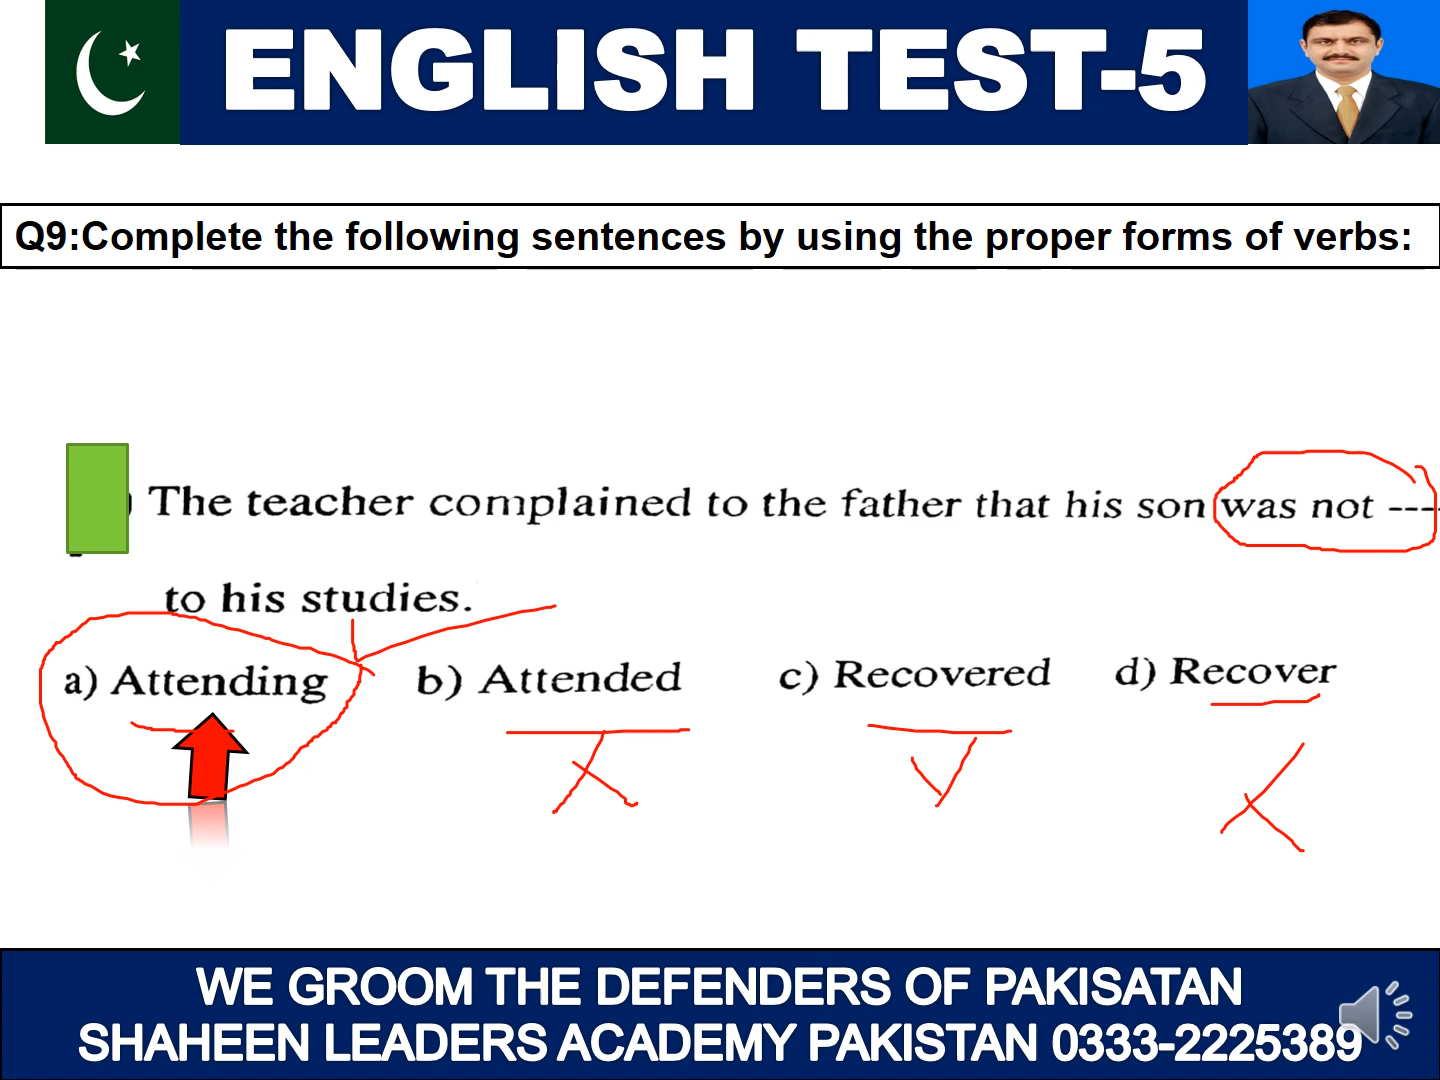 ENGLISH TEST-5
Q9:Complete the following sentences by using the proper forms of verbs:
) The teacher complained to the father that his son was not ----
to his studies.
a) Attending b) Attended c) Recovered d) Recover
WE GROOM THE DEFENDERS OF PAKISATAN
SHAHEEN LEADERS ACADEMY PAKISTAN 0333-2225389